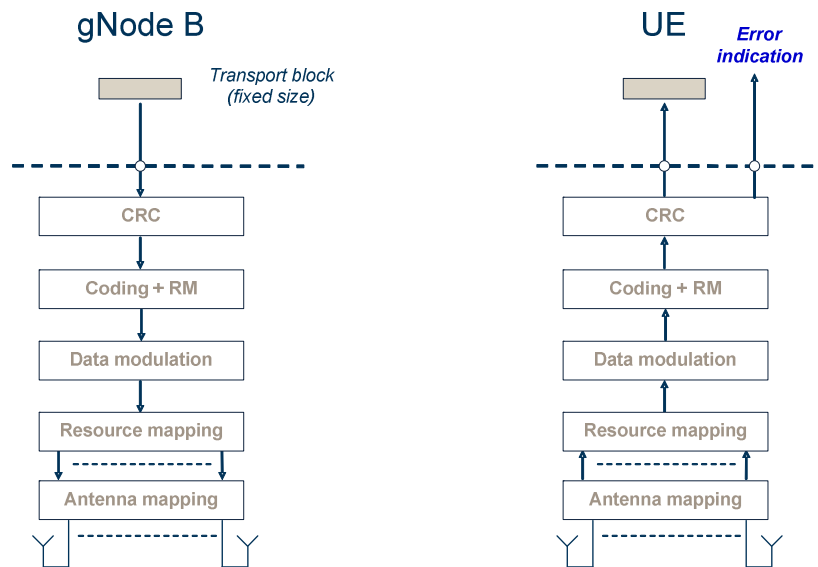 gNode B
Transport block
(fixed size)
CRC
Coding + RM
Data modulation
Resource mapping
Antenna mapping
UE
Error
indication
CRC
Coding + RM
Data modulation
Resource mapping
Antenna mapping